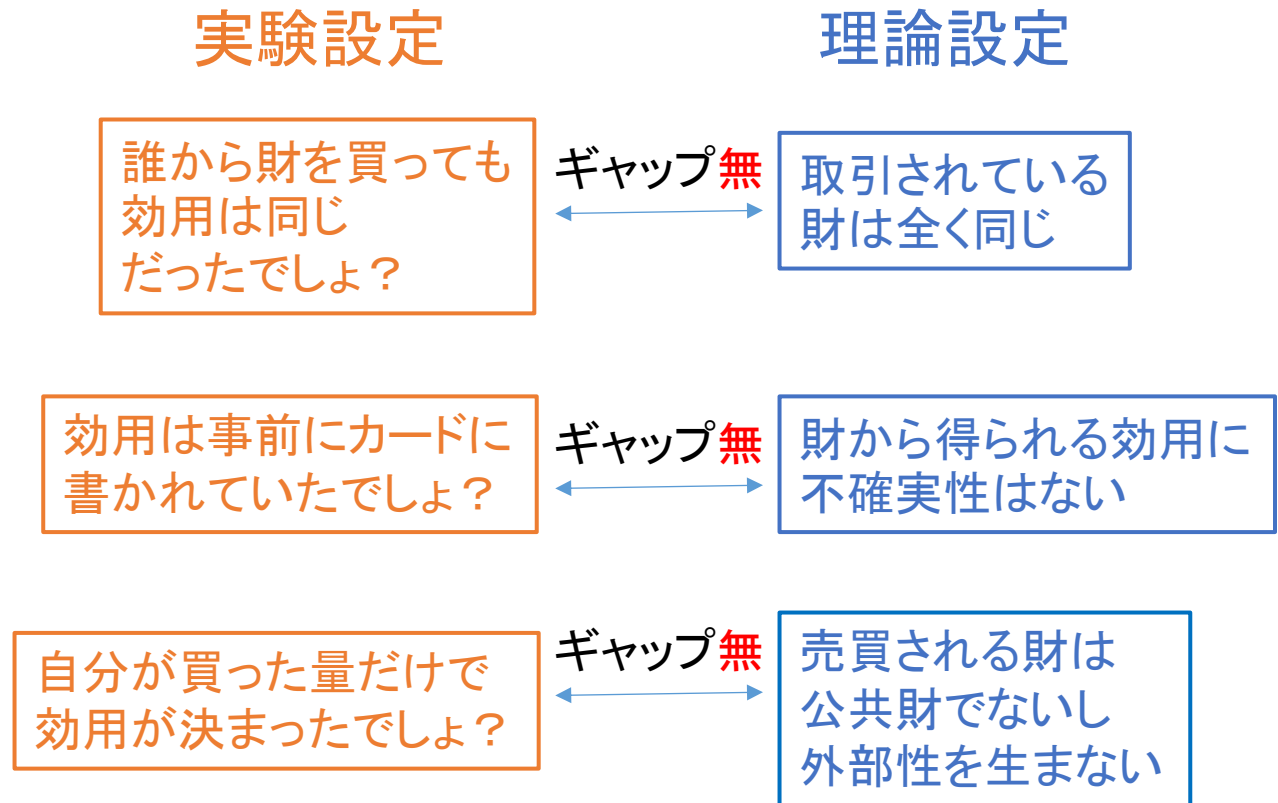 実験設定
理論設定
誰から財を買っても
効用は同じ
だったでしょ？
ギャップ無
取引されている
財は全く同じ
効用は事前にカードに
書かれていたでしょ？
ギャップ無
財から得られる効用に
不確実性はない
自分が買った量だけで
効用が決まったでしょ？
ギャップ無
売買される財は
公共財でないし
外部性を生まない